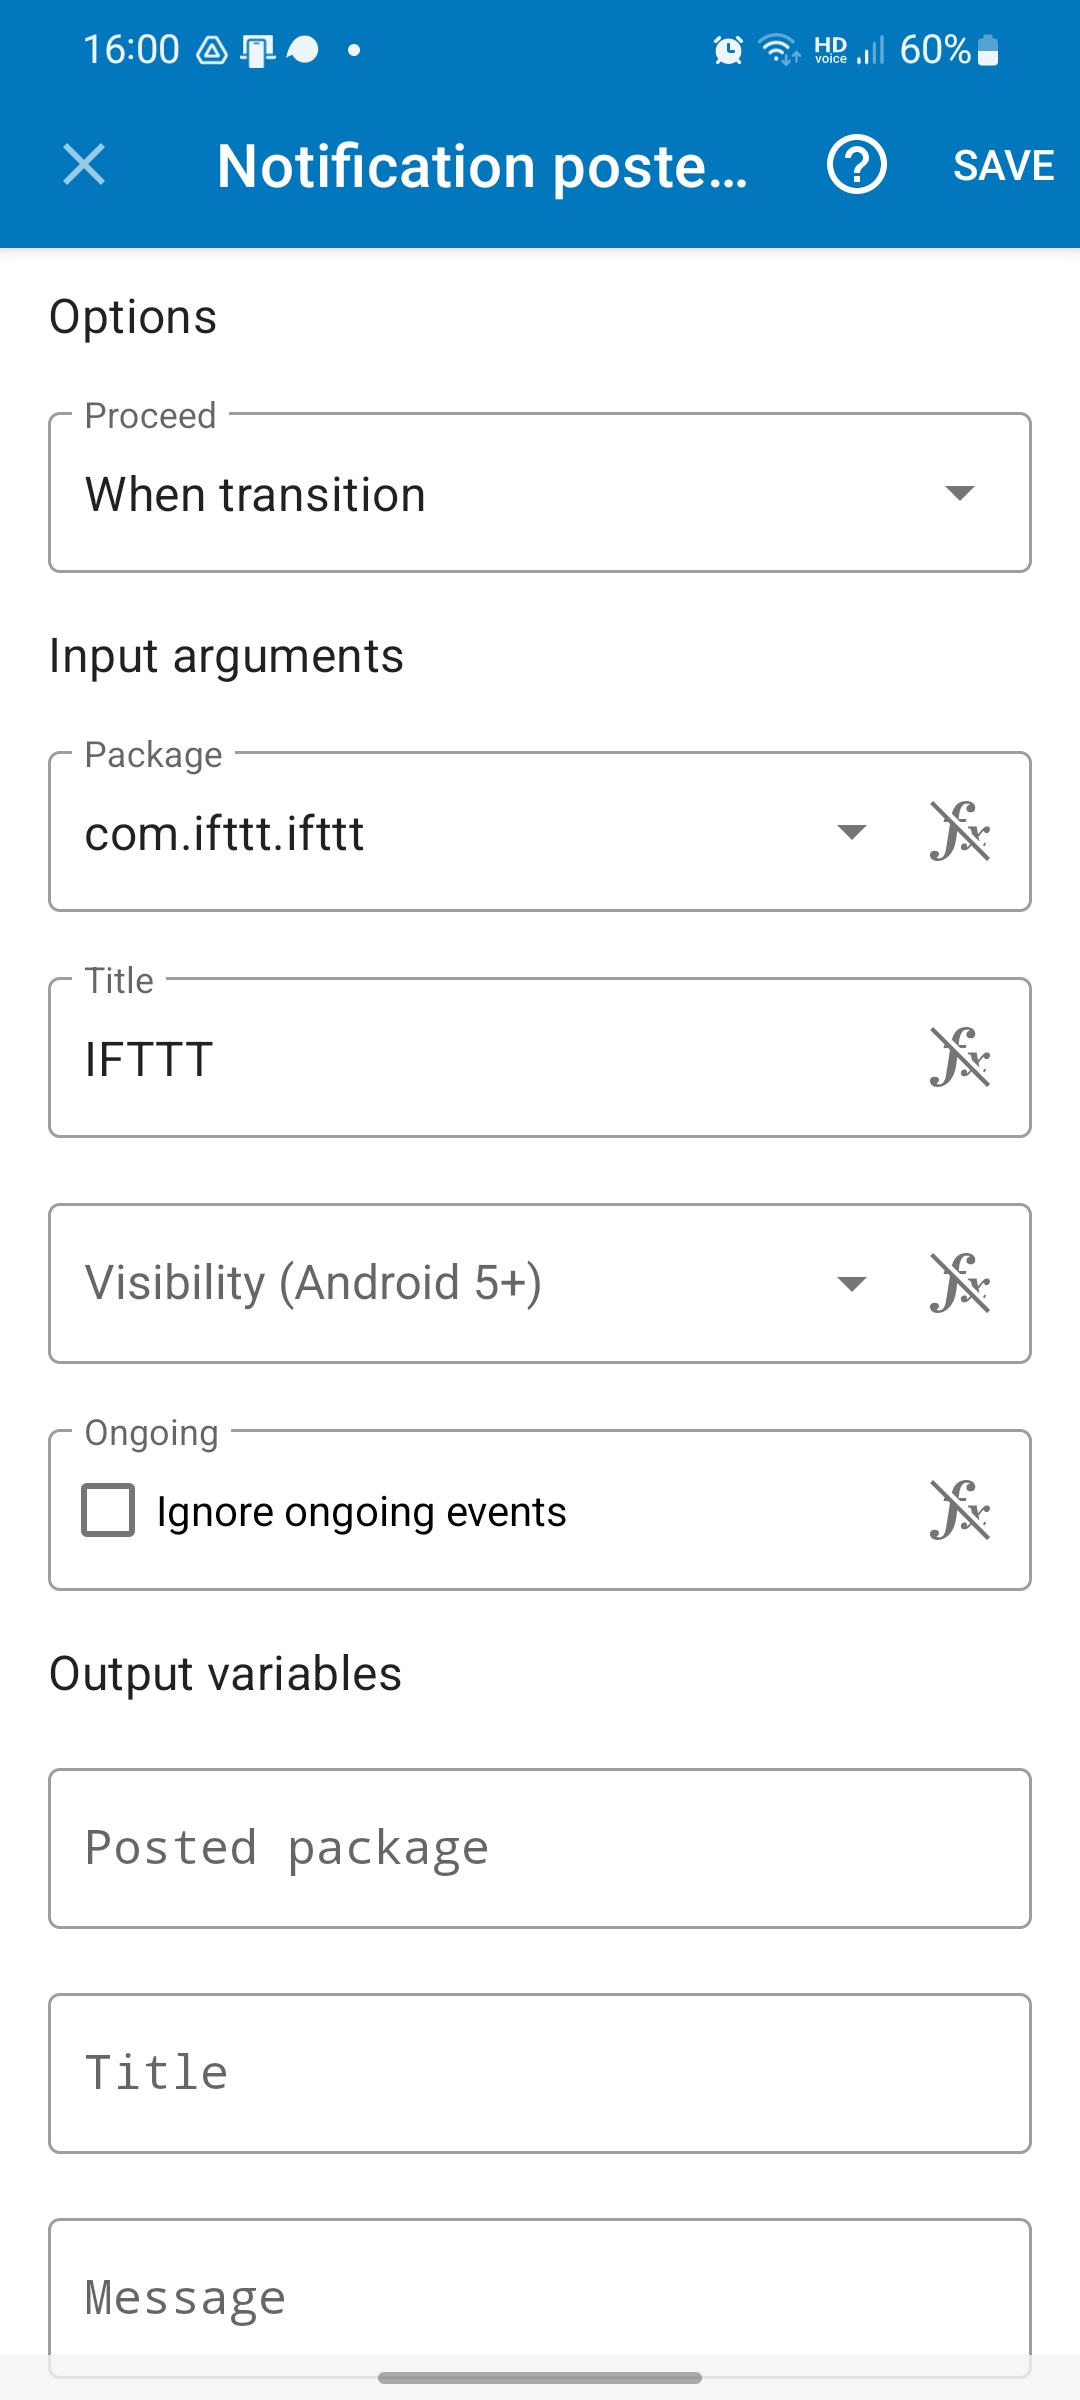 16:00
HD voice
60%
Notification poste...
SAVE
Options
Proceed
When transition
Input arguments
Package
com.ifttt.ifttt
Title
IFTTT
Visibility (Android 5+)
Ongoing
Ignore ongoing events
Output variables
Posted package
Title
Message